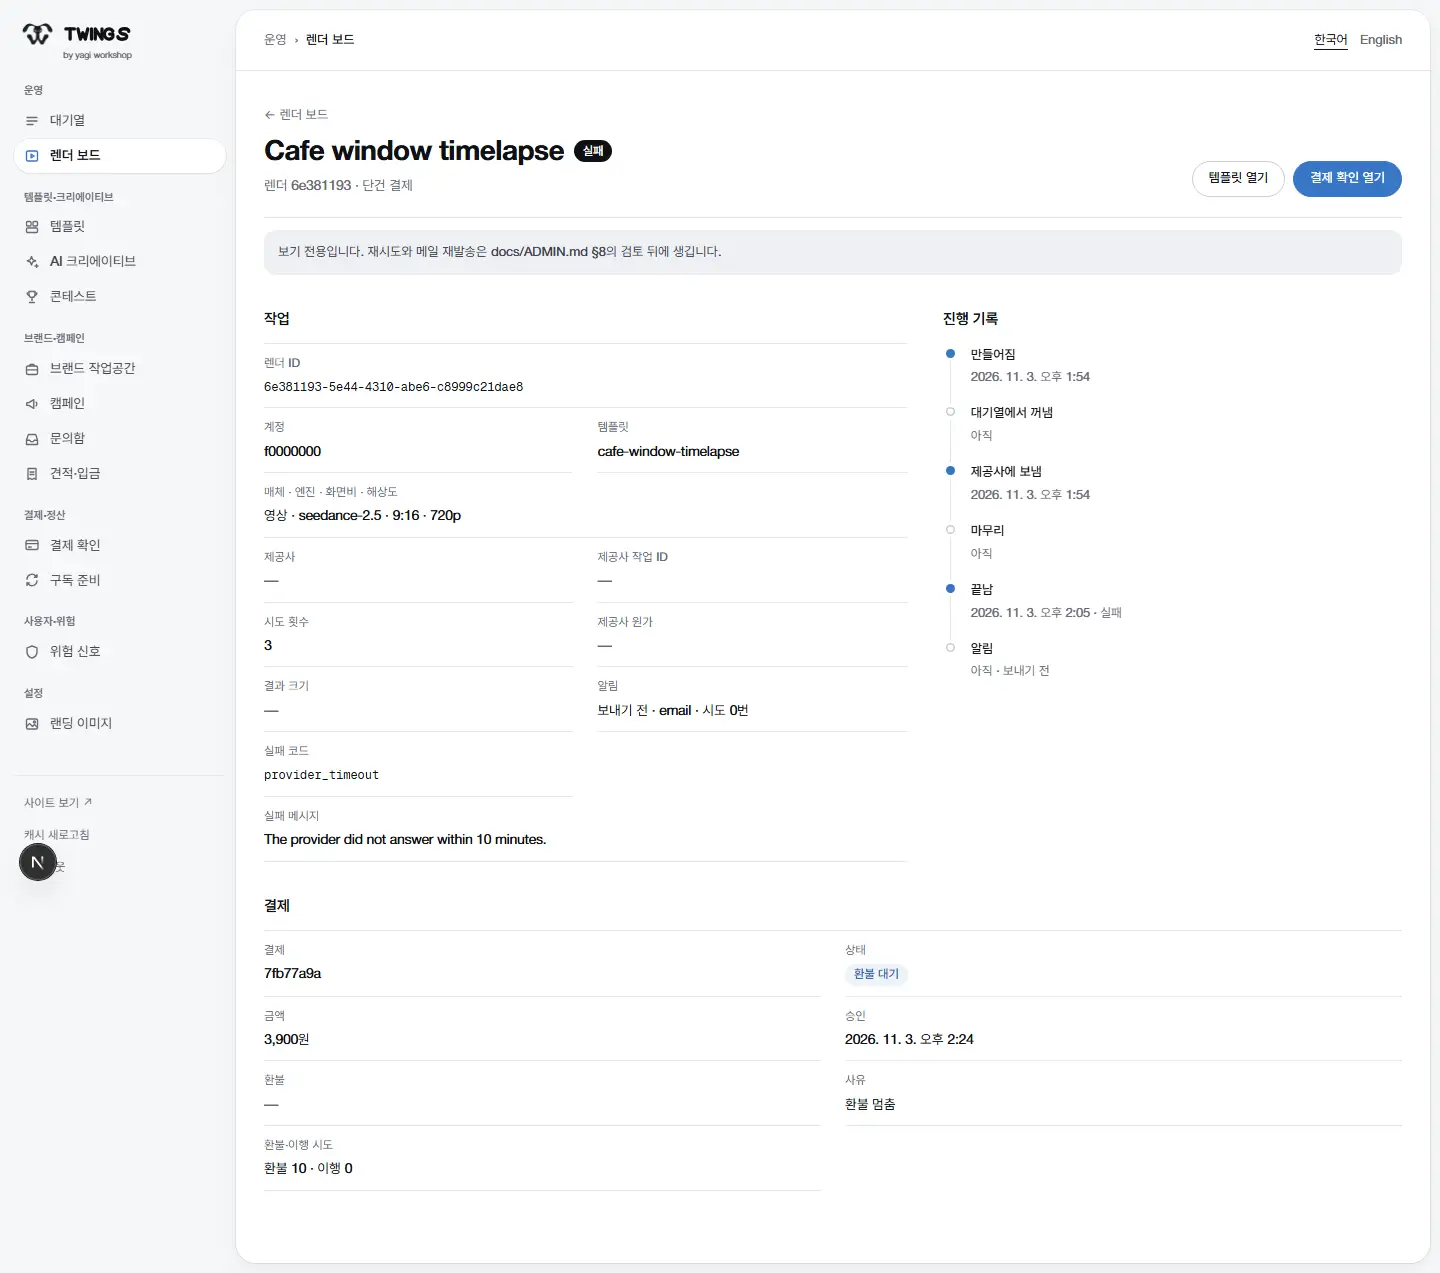 TWINGS
by yagi workshop
운영
대기열
렌더 보드
템플릿·크리에이티브
템플릿
AI 크리에이티브
콘테스트
브랜드·캠페인
브랜드 작업공간
캠페인
문의함
견적·입금
결제·정산
결제 확인
구독 준비
사용자·위험
위험 신호
설정
랜딩 이미지
사이트 보기 ↗
캐시 새로고침
N
웃
운영 › 렌더 보드
한국어 English
← 렌더 보드
Cafe window timelapse 실패
렌더 6e381193 · 단건 결제
템플릿 열기 결제 확인 열기
보기 전용입니다. 재시도와 메일 재발송은 docs/ADMIN.md §8의 검토 뒤에 생깁니다.
작업
렌더 ID
6e381193-5e44-4310-abe6-c8999c21dae8
계정 템플릿
f0000000 cafe-window-timelapse
매체 · 엔진 · 화면비 · 해상도
영상 · seedance-2.5 · 9:16 · 720p
제공사 제공사 작업 ID
— —
시도 횟수 제공사 원가
3 —
결과 크기 알림
— 보내기 전 · email · 시도 0번
실패 코드
provider_timeout
실패 메시지
The provider did not answer within 10 minutes.
진행 기록
만들어짐
2026. 11. 3. 오후 1:54
대기열에서 꺼냄
아직
제공사에 보냄
2026. 11. 3. 오후 1:54
마무리
아직
끝남
2026. 11. 3. 오후 2:05 · 실패
알림
아직 · 보내기 전
결제
결제 상태
7fb77a9a 환불 대기
금액 승인
3,900원 2026. 11. 3. 오후 2:24
환불 사유
— 환불 멈춤
환불·이행 시도
환불 10 · 이행 0